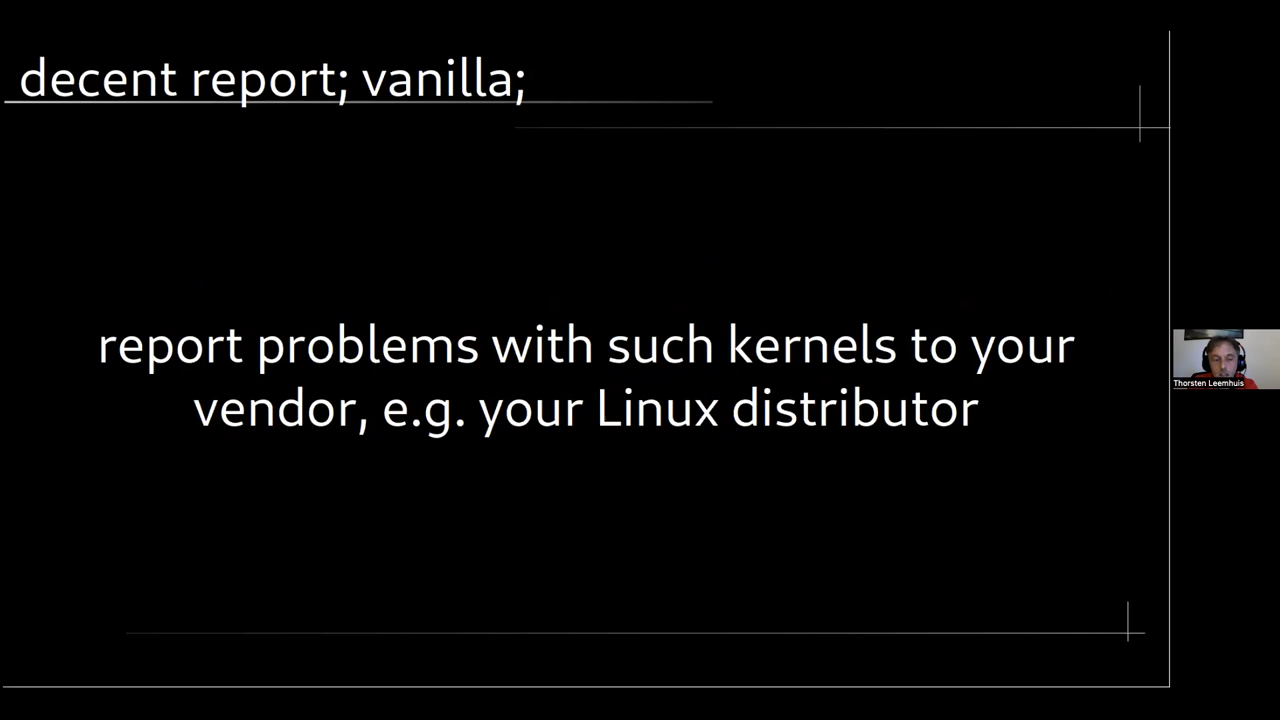 decent report; vanilla;
report problems with such kernels to your
vendor, e.g. your Linux distributor
Thorsten Leemhuis